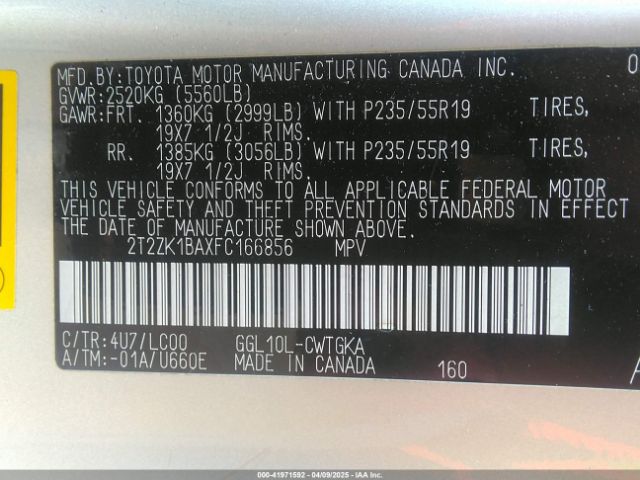 MFD.BY:TOYOTA MOTOR MANUFACTURING CANADA INC.
GVWR:2520KG (5560LB)
GAWR:FRT. 1360KG (2999LB) WITH P235/55R19 TIRES,
19X7 1/2J RIMS.
RR. 1385KG (3056LB) WITH P235/55R19 TIRES,
19X7 1/2J RIMS.
THIS VEHICLE CONFORMS TO ALL APPLICABLE FEDERAL MOTOR
VEHICLE SAFETY AND THEFT PREVENTION STANDARDS IN EFFECT
THE DATE OF MANUFACTURE SHOWN ABOVE.
2T2ZK1BAXFC166856 MPV
C/TR:4U7/LC00 GGL10L-CWTGKA
A/TM:-01A/U660E MADE IN CANADA 160
000-41971592 - 04/09/2025 - IAA Inc.